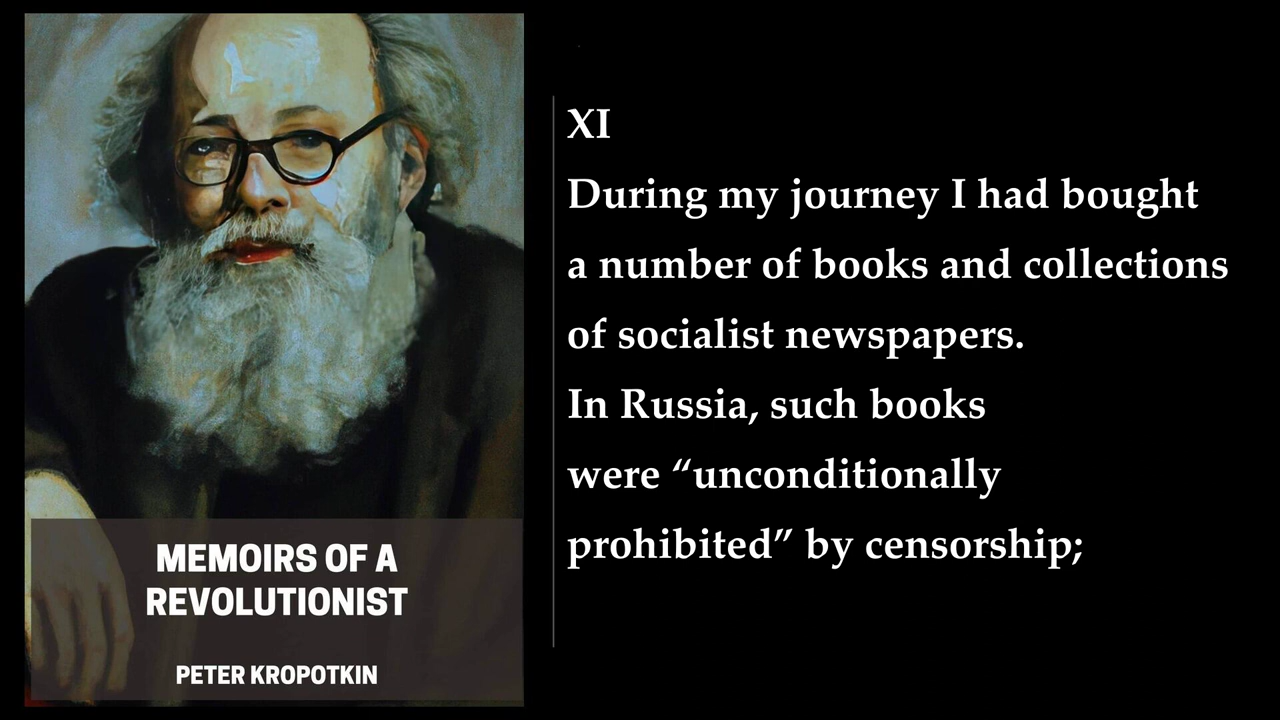 MEMOIRS OF A
REVOLUTIONIST
PETER KROPOTKIN
XI
During my journey I had bought
a number of books and collections
of socialist newspapers.
In Russia, such books
were “unconditionally
prohibited” by censorship;